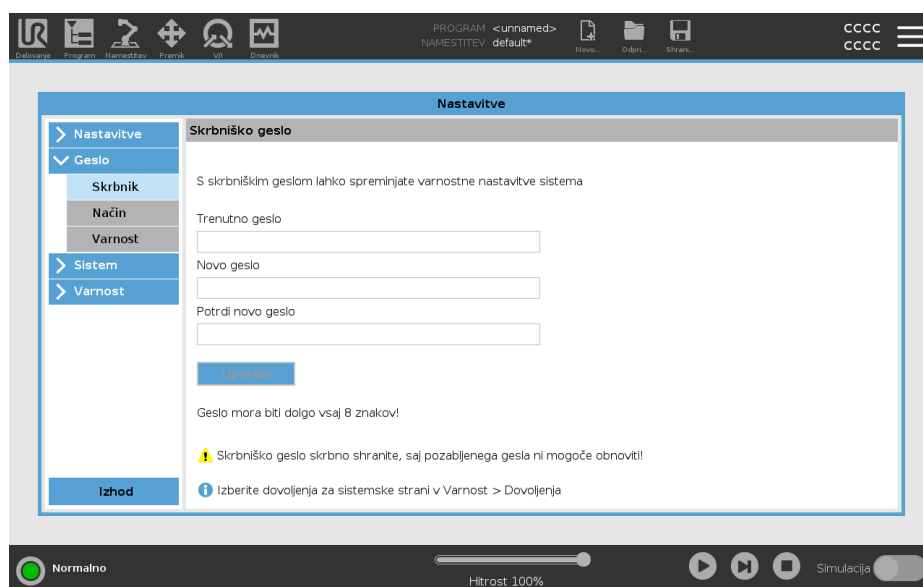 PROGRAM <unnamed>
NAMESTITEV default*
CCCC
CCCC
Delovanje Program Namestitev Premik V/I Dnevnik Novo... Odpri... Shrani...
Nastavitve
Nastavitve
Geslo
Skrbnik
Način
Varnost
Sistem
Varnost
Izhod
Skrbniško geslo
S skrbniškim geslom lahko spreminjate varnostne nastavitve sistema
Trenutno geslo
Novo geslo
Potrdi novo geslo
Uporabi
Geslo mora biti dolgo vsaj 8 znakov!
Skrbniško geslo skrbno shranite, saj pozabljenega gesla ni mogoče obnoviti!
Izberite dovoljenja za sistemske strani v Varnost > Dovoljenja
Normalno
Hitrost 100%
Simulacija